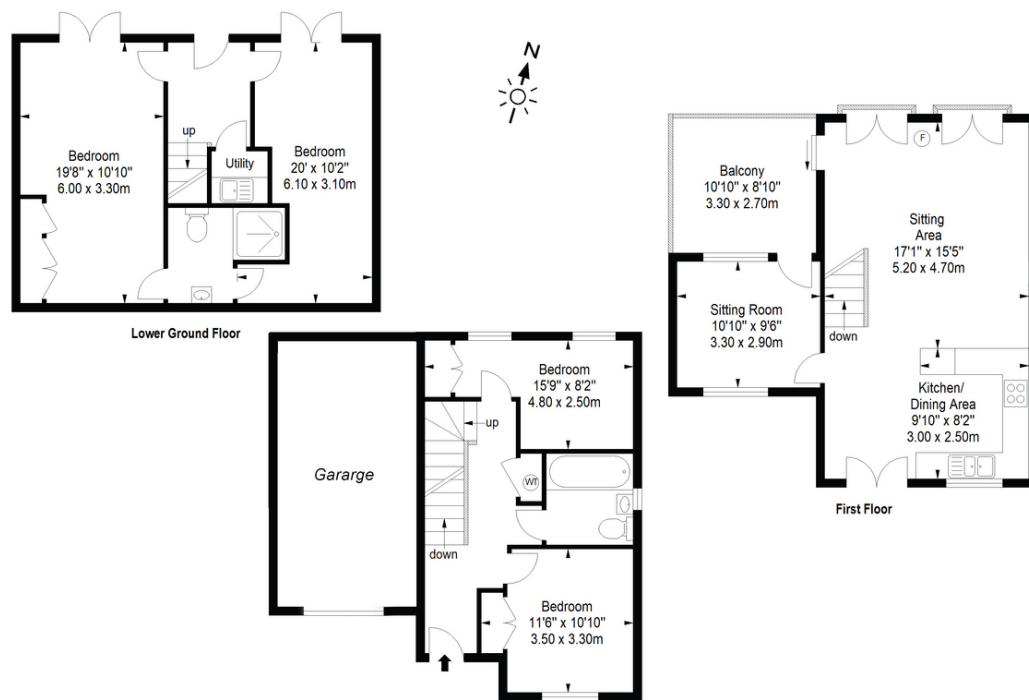 N
up
Bedroom
19'8" x 10'10"
6.00 x 3.30m
Utility
Bedroom
20' x 10'2"
6.10 x 3.10m
Lower Ground Floor
Gararge
Bedroom
15'9" x 8'2"
4.80 x 2.50m
up
WT
down
Bedroom
11'6" x 10'10"
3.50 x 3.30m
Balcony
10'10" x 8'10"
3.30 x 2.70m
F
Sitting
Area
17'1" x 15'5"
5.20 x 4.70m
Sitting Room
10'10" x 9'6"
3.30 x 2.90m
down
Kitchen/
Dining Area
9'10" x 8'2"
3.00 x 2.50m
First Floor